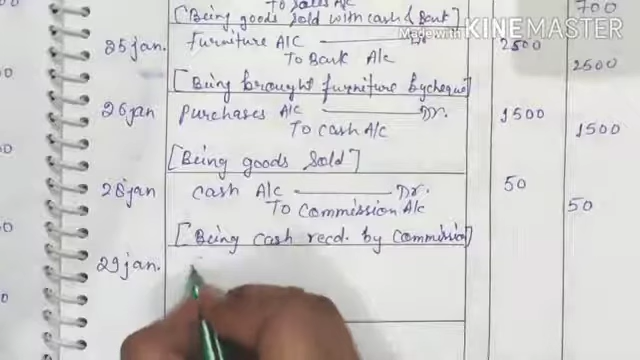 To Sales A/c
700
[Being goods sold with cash & Bank]
Made with KINEMASTER
25 jan. furniture A/c Dr. 2500
To Bank A/c 2500
[Being brought furniture by cheque]
26 jan purchases A/c Dr. 1500
To cash A/c 1500
[Being goods Sold]
28 jan cash A/c Dr. 50
To Commission A/c 50
[Being cash recd. by Commission]
29 jan.